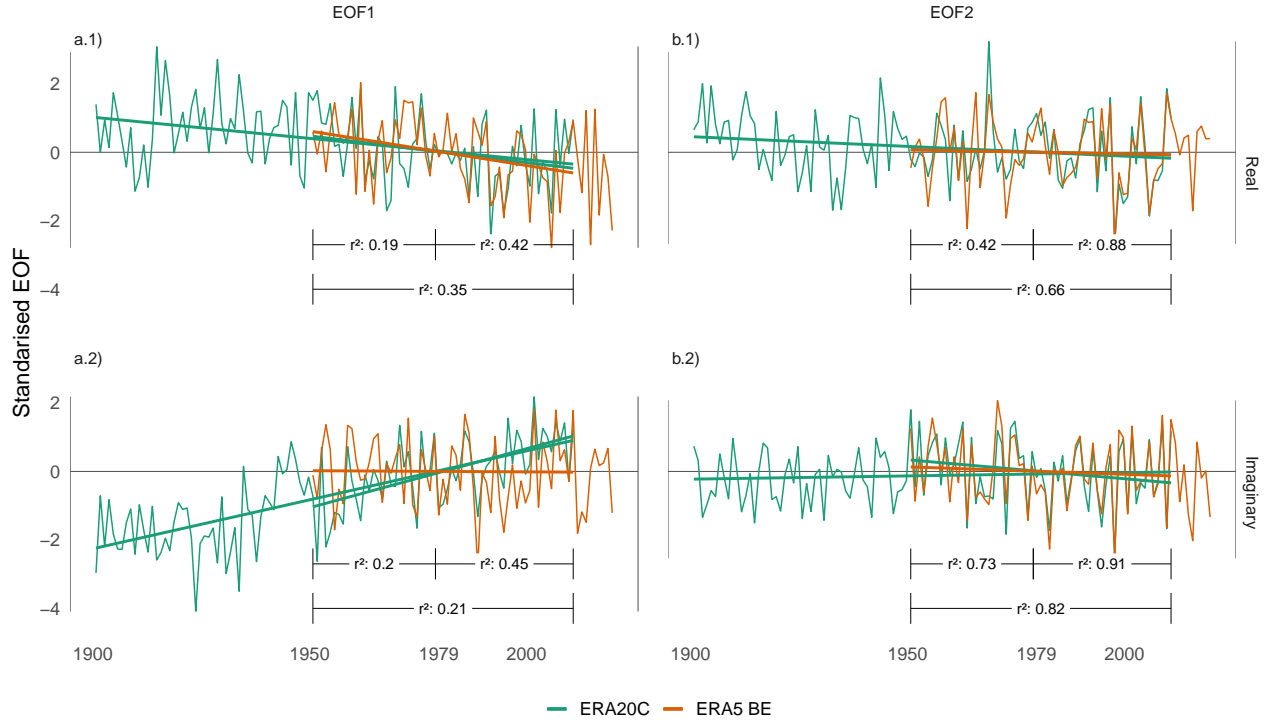 EOF1 EOF2
a.1) b.1)
2
0
−2
−4
r²: 0.19 r²: 0.42 r²: 0.42 r²: 0.88
r²: 0.35 r²: 0.66
Real
Standarised EOF
a.2) b.2)
2
0
−2
−4
r²: 0.2 r²: 0.45 r²: 0.73 r²: 0.91
r²: 0.21 r²: 0.82
Imaginary
1900 1950 1979 2000 1900 1950 1979 2000
ERA20C ERA5 BE